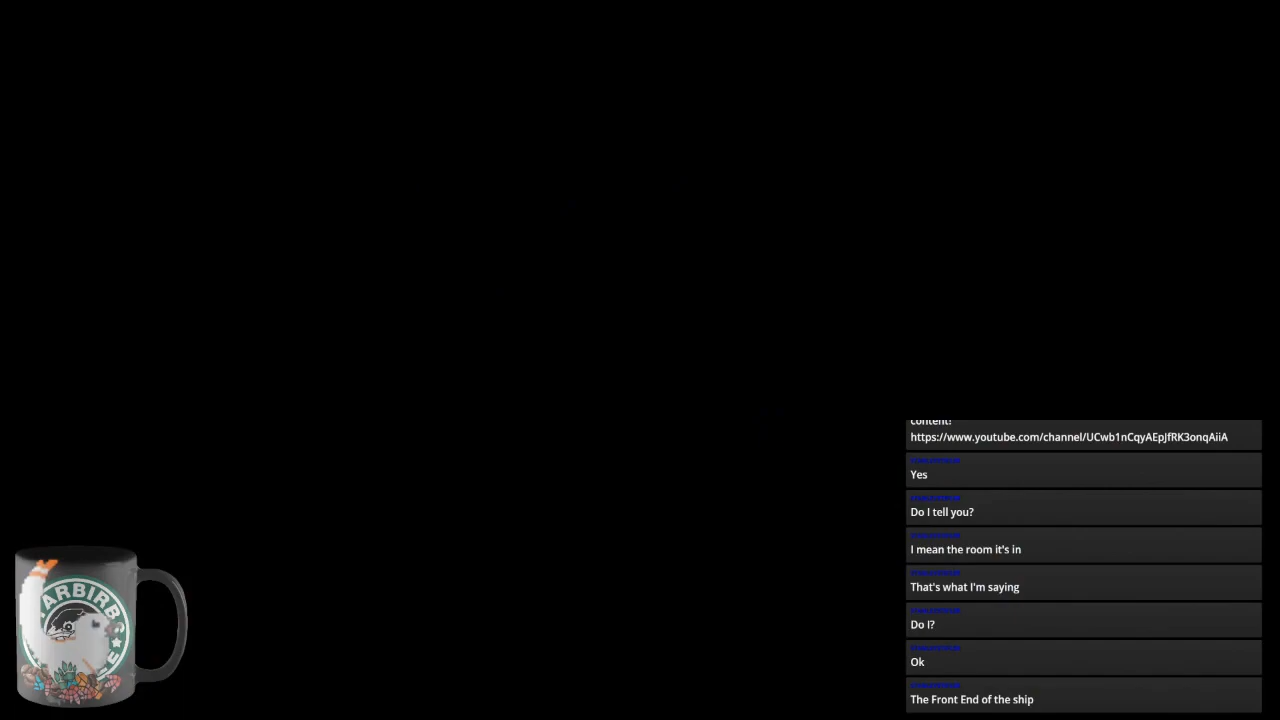 content!
https://www.youtube.com/channel/UCwb1nCqyAEpJfRK3onqAiiA
Yes
Do I tell you?
I mean the room it's in
That's what I'm saying
Do I?
Ok
The Front End of the ship
ARBIRB